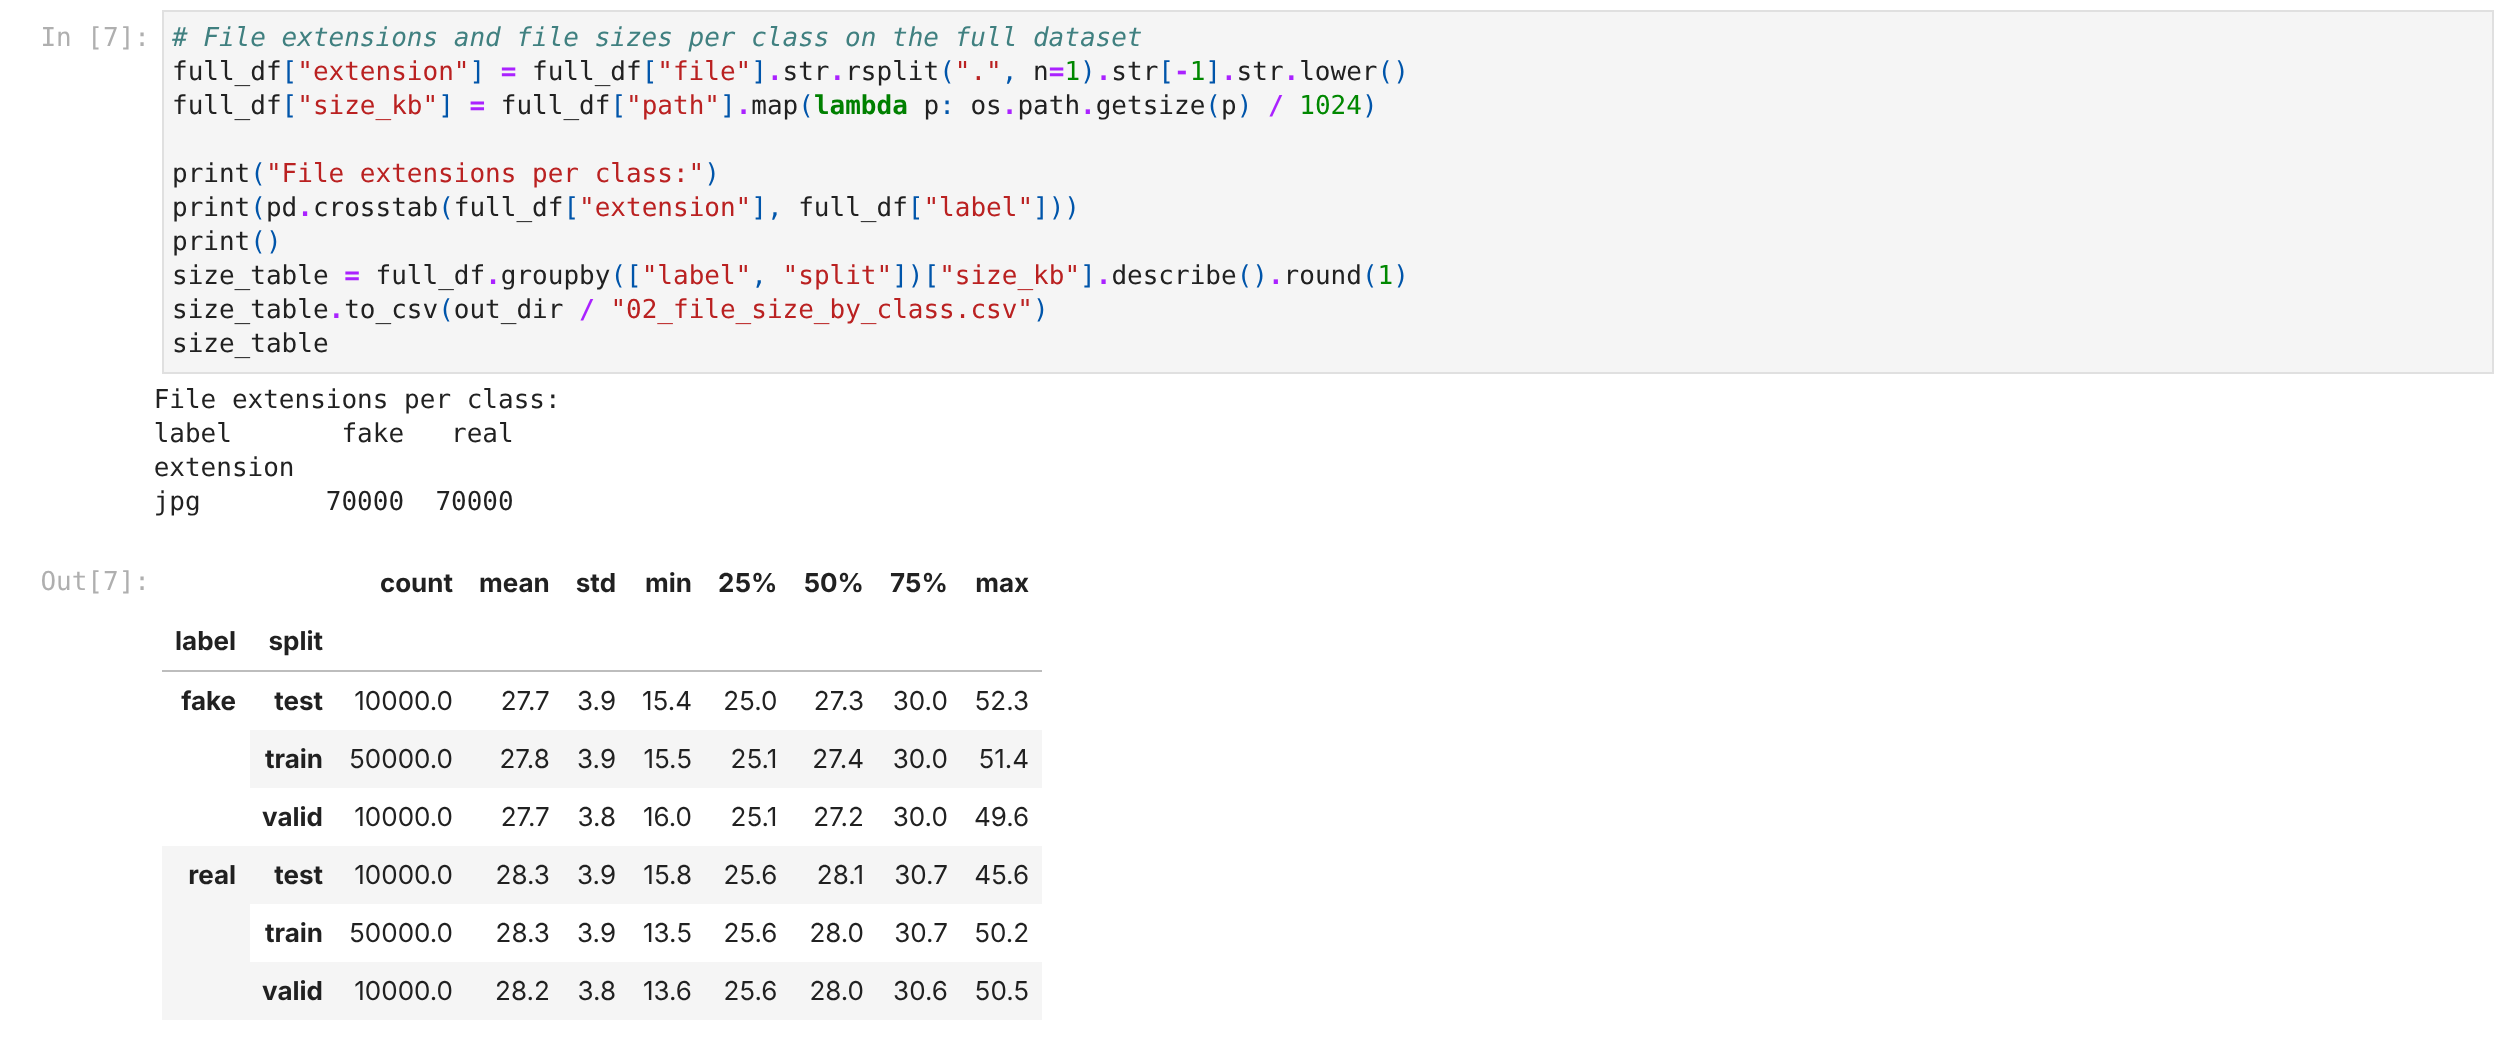 In [7]:
# File extensions and file sizes per class on the full dataset
full_df["extension"] = full_df["file"].str.rsplit(".", n=1).str[-1].str.lower()
full_df["size_kb"] = full_df["path"].map(lambda p: os.path.getsize(p) / 1024)

print("File extensions per class:")
print(pd.crosstab(full_df["extension"], full_df["label"]))
print()
size_table = full_df.groupby(["label", "split"])["size_kb"].describe().round(1)
size_table.to_csv(out_dir / "02_file_size_by_class.csv")
size_table
File extensions per class:
label       fake   real
extension
jpg        70000  70000
Out[7]:
count mean std min 25% 50% 75% max
label split
fake test 10000.0 27.7 3.9 15.4 25.0 27.3 30.0 52.3
train 50000.0 27.8 3.9 15.5 25.1 27.4 30.0 51.4
valid 10000.0 27.7 3.8 16.0 25.1 27.2 30.0 49.6
real test 10000.0 28.3 3.9 15.8 25.6 28.1 30.7 45.6
train 50000.0 28.3 3.9 13.5 25.6 28.0 30.7 50.2
valid 10000.0 28.2 3.8 13.6 25.6 28.0 30.6 50.5